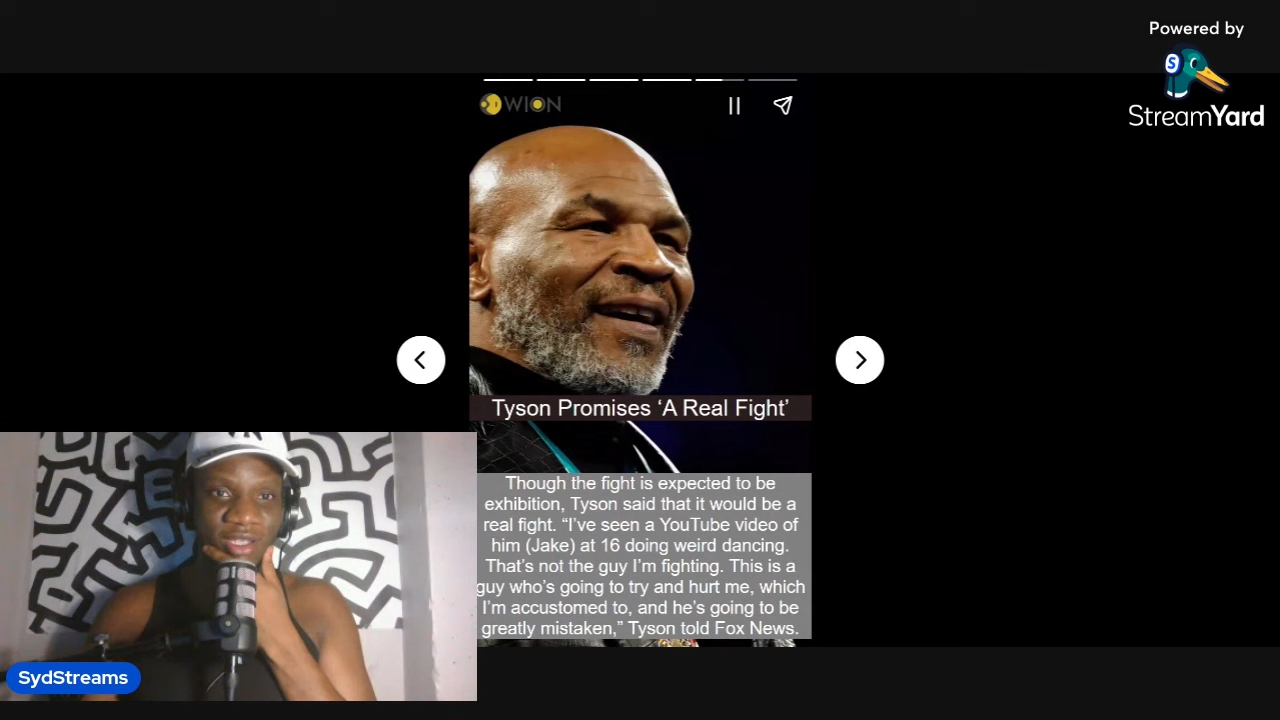 Powered by
StreamYard
WION
Tyson Promises ‘A Real Fight’
Though the fight is expected to be
exhibition, Tyson said that it would be a
real fight. “I’ve seen a YouTube video of
him (Jake) at 16 doing weird dancing.
That’s not the guy I’m fighting. This is a
guy who’s going to try and hurt me, which
I’m accustomed to, and he’s going to be
greatly mistaken,” Tyson told Fox News.
SydStreams